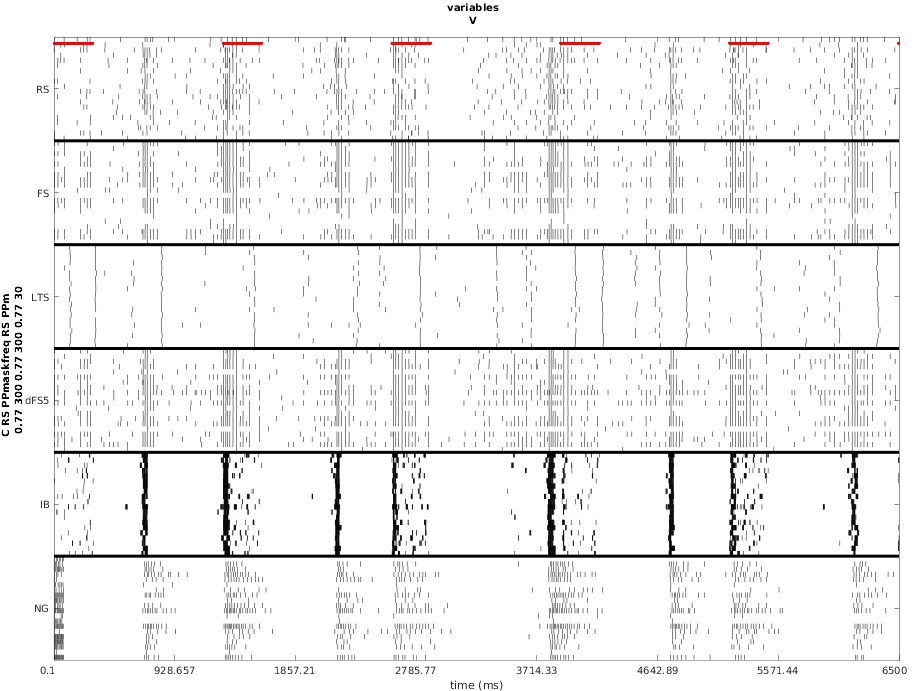 variables
V
C RS PPmaskfreq RS PPm
0.77 300 0.77 300 0.77 30
RS
FS
LTS
dFS5
IB
NG
0.1 928.657 1857.21 2785.77 3714.33 4642.89 5571.44 6500
time (ms)